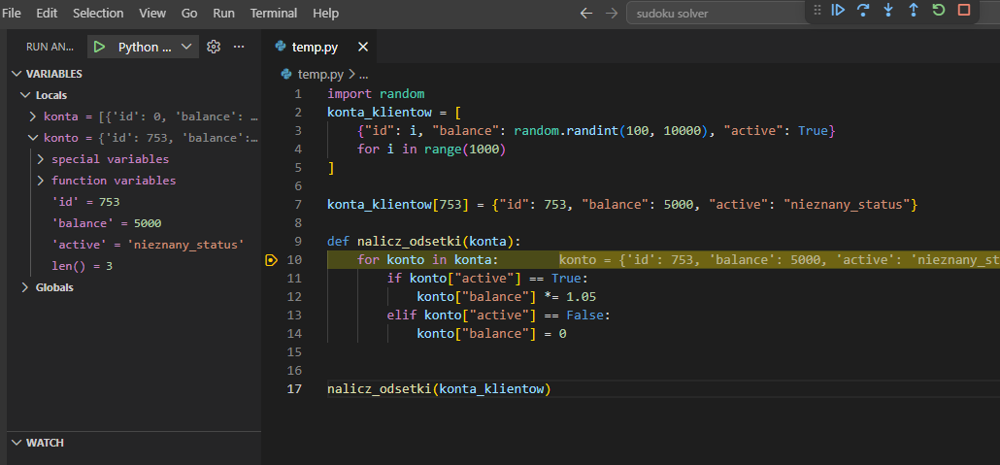 File Edit Selection View Go Run Terminal Help
sudoku solver
RUN AN... Python ... ...
temp.py
VARIABLES
temp.py > ...
Locals
konta = [{'id': 0, 'balance': ...
konto = {'id': 753, 'balance':...
special variables
function variables
'id' = 753
'balance' = 5000
'active' = 'nieznany_status'
len() = 3
Globals
WATCH
1 import random
2 konta_klientow = [
3 {"id": i, "balance": random.randint(100, 10000), "active": True}
4 for i in range(1000)
5 ]
6
7 konta_klientow[753] = {"id": 753, "balance": 5000, "active": "nieznany_status"}
8
9 def nalicz_odsetki(konta):
10 for konto in konta: konto = {'id': 753, 'balance': 5000, 'active': 'nieznany_st
11 if konto["active"] == True:
12 konto["balance"] *= 1.05
13 elif konto["active"] == False:
14 konto["balance"] = 0
15
16
17 nalicz_odsetki(konta_klientow)